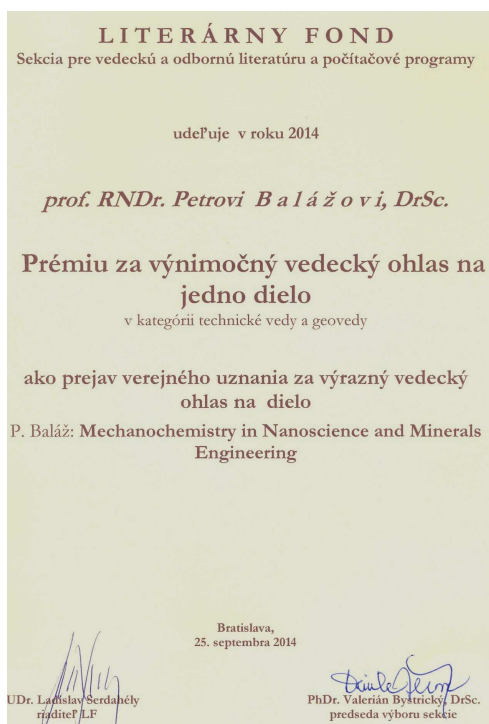 LITERÁRNY FOND
Sekcia pre vedeckú a odbornú literatúru a počítačové programy
udeľuje v roku 2014
prof. RNDr. Petrovi B a l á ž o v i, DrSc.
Prémiu za výnimočný vedecký ohlas na
jedno dielo
v kategórii technické vedy a geovedy
ako prejav verejného uznania za výrazný vedecký
ohlas na dielo
P. Baláž: Mechanochemistry in Nanoscience and Minerals
Engineering
Bratislava,
25. septembra 2014
UDr. Ladislav Serdahély
riaditeľ LF
PhDr. Valerián Bystrický, DrSc.
predseda výboru sekcie